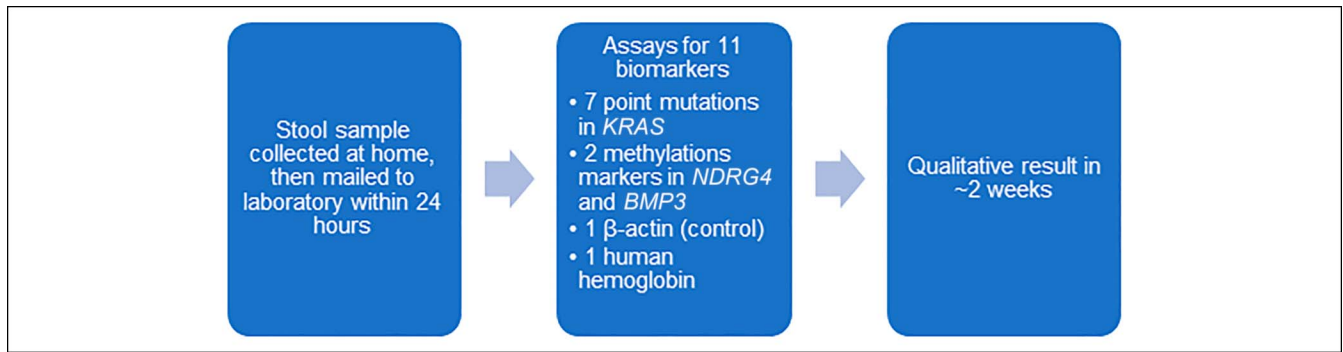 Stool sample
collected at home,
then mailed to
laboratory within 24
hours
Assays for 11
biomarkers
• 7 point mutations
in KRAS
• 2 methylations
markers in NDRG4
and BMP3
• 1 β-actin (control)
• 1 human
hemoglobin
Qualitative result in
~2 weeks